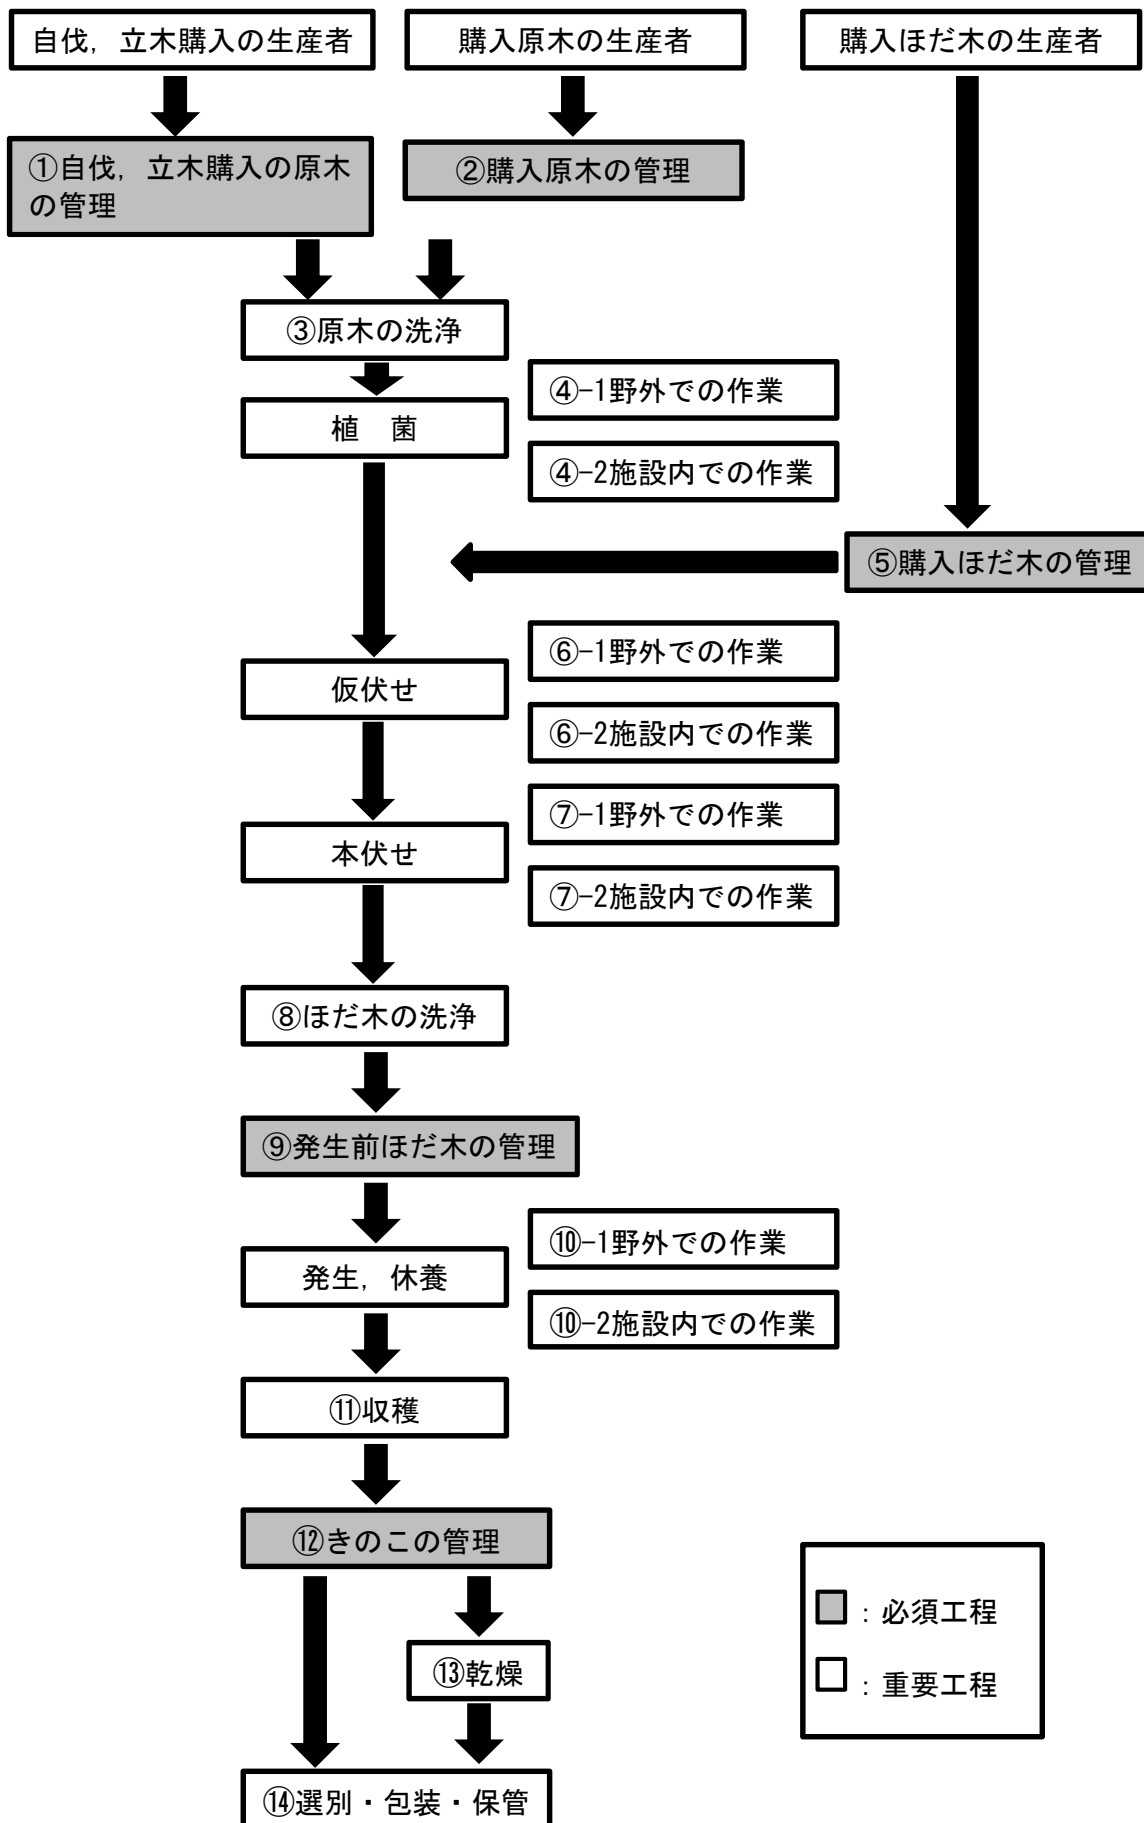 自伐，立木購入の生産者
購入原木の生産者
購入ほだ木の生産者
①自伐，立木購入の原木
の管理
②購入原木の管理
③原木の洗浄
④-1野外での作業
植　菌
④-2施設内での作業
⑤購入ほだ木の管理
⑥-1野外での作業
仮伏せ
⑥-2施設内での作業
⑦-1野外での作業
本伏せ
⑦-2施設内での作業
⑧ほだ木の洗浄
⑨発生前ほだ木の管理
⑩-1野外での作業
発生，休養
⑩-2施設内での作業
⑪収穫
⑫きのこの管理
：必須工程
⑬乾燥
：重要工程
⑭選別・包装・保管